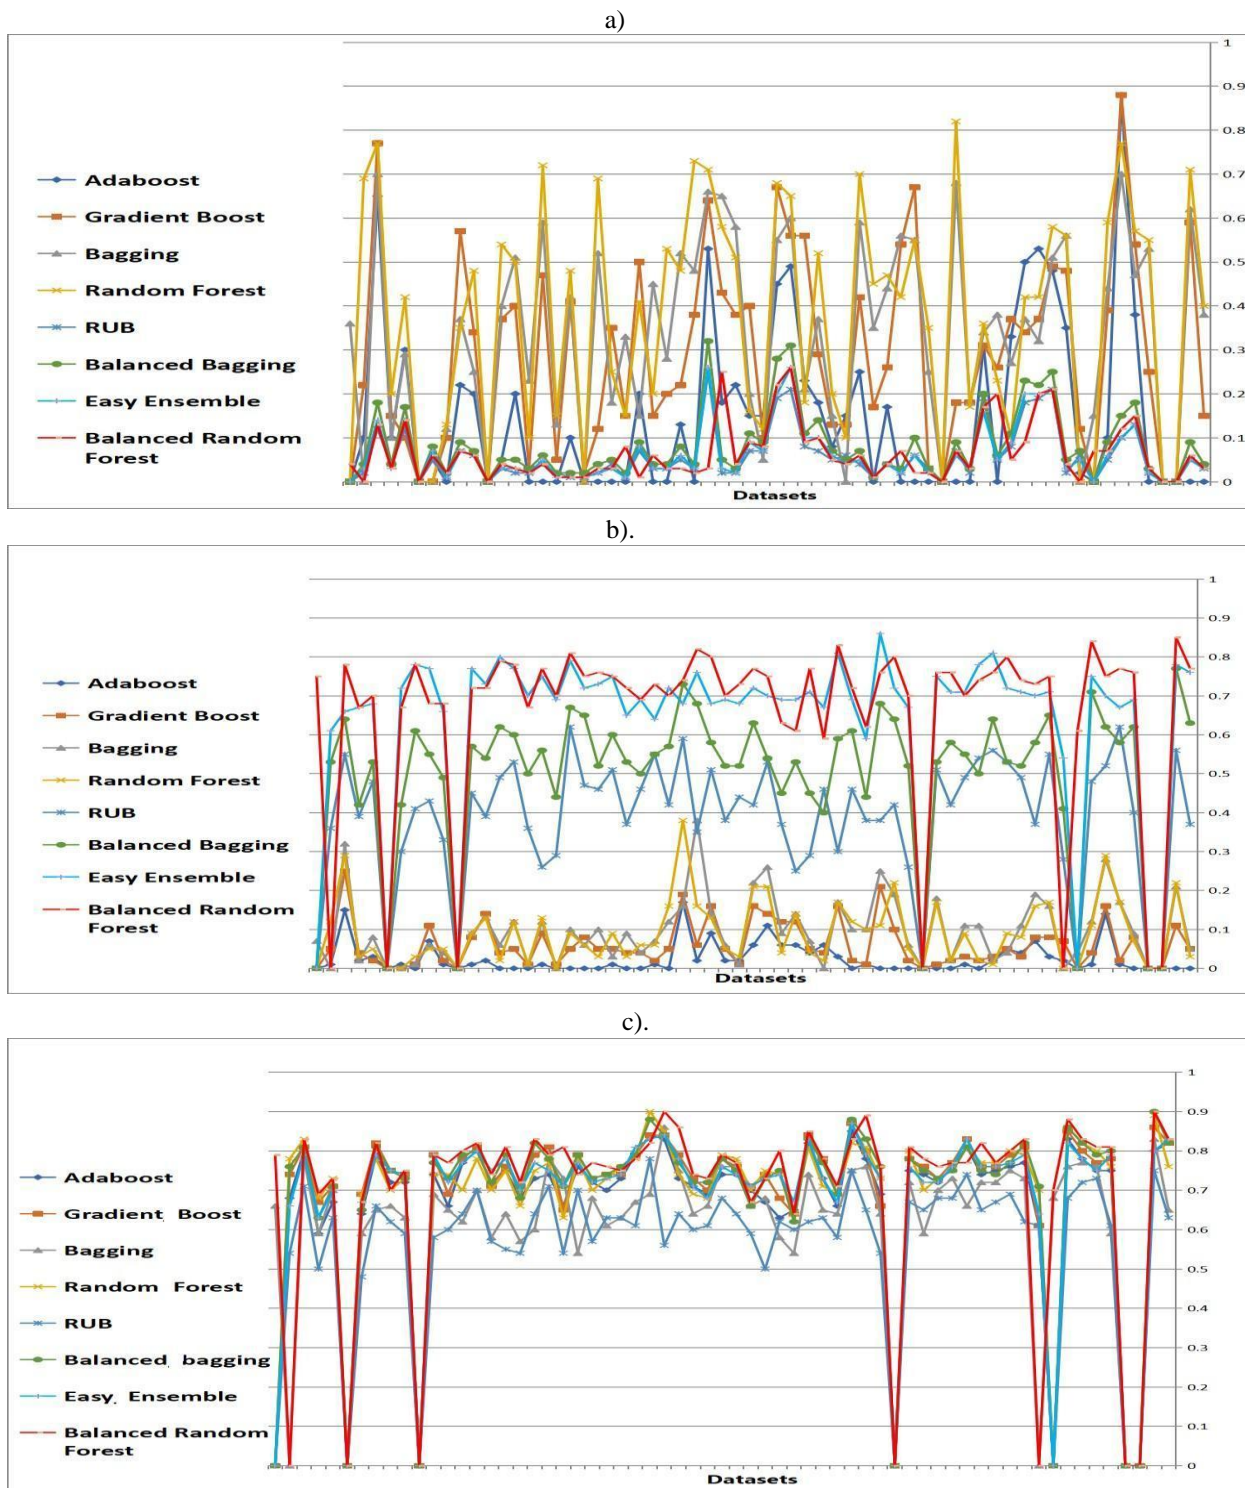 a)
1
0.9
0.8
0.7
0.6
0.5
0.4
0.3
0.2
0.1
0
Adaboost
Gradient Boost
Bagging
Random Forest
RUB
Balanced Bagging
Easy Ensemble
Balanced Random
Forest
Datasets
b).
1
0.9
0.8
0.7
0.6
0.5
0.4
0.3
0.2
0.1
0
Adaboost
Gradient Boost
Bagging
Random Forest
RUB
Balanced Bagging
Easy Ensemble
Balanced Random
Forest
Datasets
c).
1
0.9
0.8
0.7
0.6
0.5
0.4
0.3
0.2
0.1
0
Adaboost
Gradient Boost
Bagging
Random Forest
RUB
Balanced bagging
Easy Ensemble
Balanced Random
Forest
Datasets